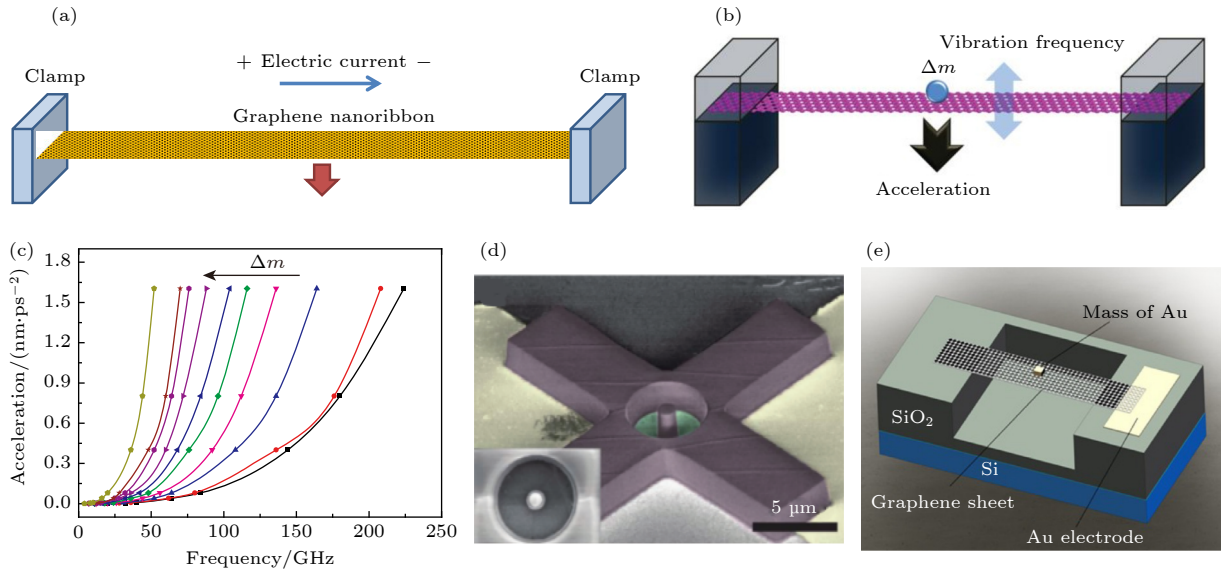 (a)
+ Electric current −
Clamp
Clamp
Graphene nanoribbon
(b)
Vibration frequency
Δm
Acceleration
(c)
1.8
1.5
1.2
0.9
0.6
0.3
0.0
Acceleration/(nm·ps⁻²)
Δm
0 50 100 150 200 250
Frequency/GHz
(d)
5 μm
(e)
Mass of Au
SiO₂
Si
Graphene sheet
Au electrode